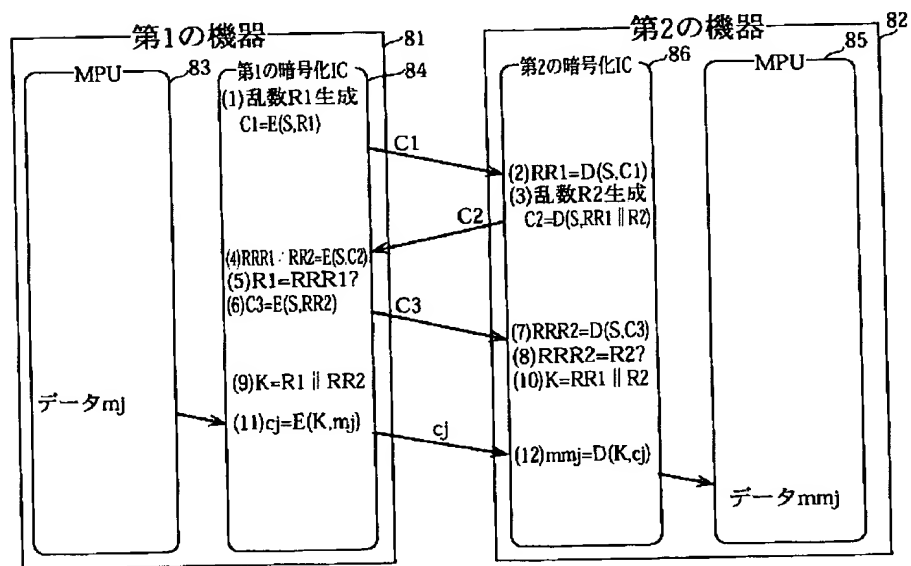 第1の機器
81
MPU
83
第1の暗号化IC
84
(1)乱数R1生成
C1=E(S,R1)
C1
第2の機器
82
第2の暗号化IC
86
MPU
85
(2)RR1=D(S,C1)
(3)乱数R2生成
C2=D(S,RR1∥R2)
C2
(4)RRR1∥RR2=E(S,C2)
(5)R1=RRR1?
(6)C3=E(S,RR2)
C3
(7)RRR2=D(S,C3)
(8)RRR2=R2?
(9)K=R1∥RR2
(10)K=RR1∥R2
データmj
(11)cj=E(K,mj)
cj
(12)mmj=D(K,cj)
データmmj